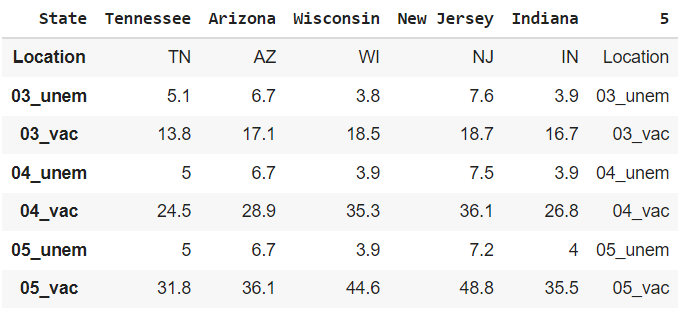 State Tennessee Arizona Wisconsin New Jersey Indiana 5
Location TN AZ WI NJ IN Location
03_unem 5.1 6.7 3.8 7.6 3.9 03_unem
03_vac 13.8 17.1 18.5 18.7 16.7 03_vac
04_unem 5 6.7 3.9 7.5 3.9 04_unem
04_vac 24.5 28.9 35.3 36.1 26.8 04_vac
05_unem 5 6.7 3.9 7.2 4 05_unem
05_vac 31.8 36.1 44.6 48.8 35.5 05_vac